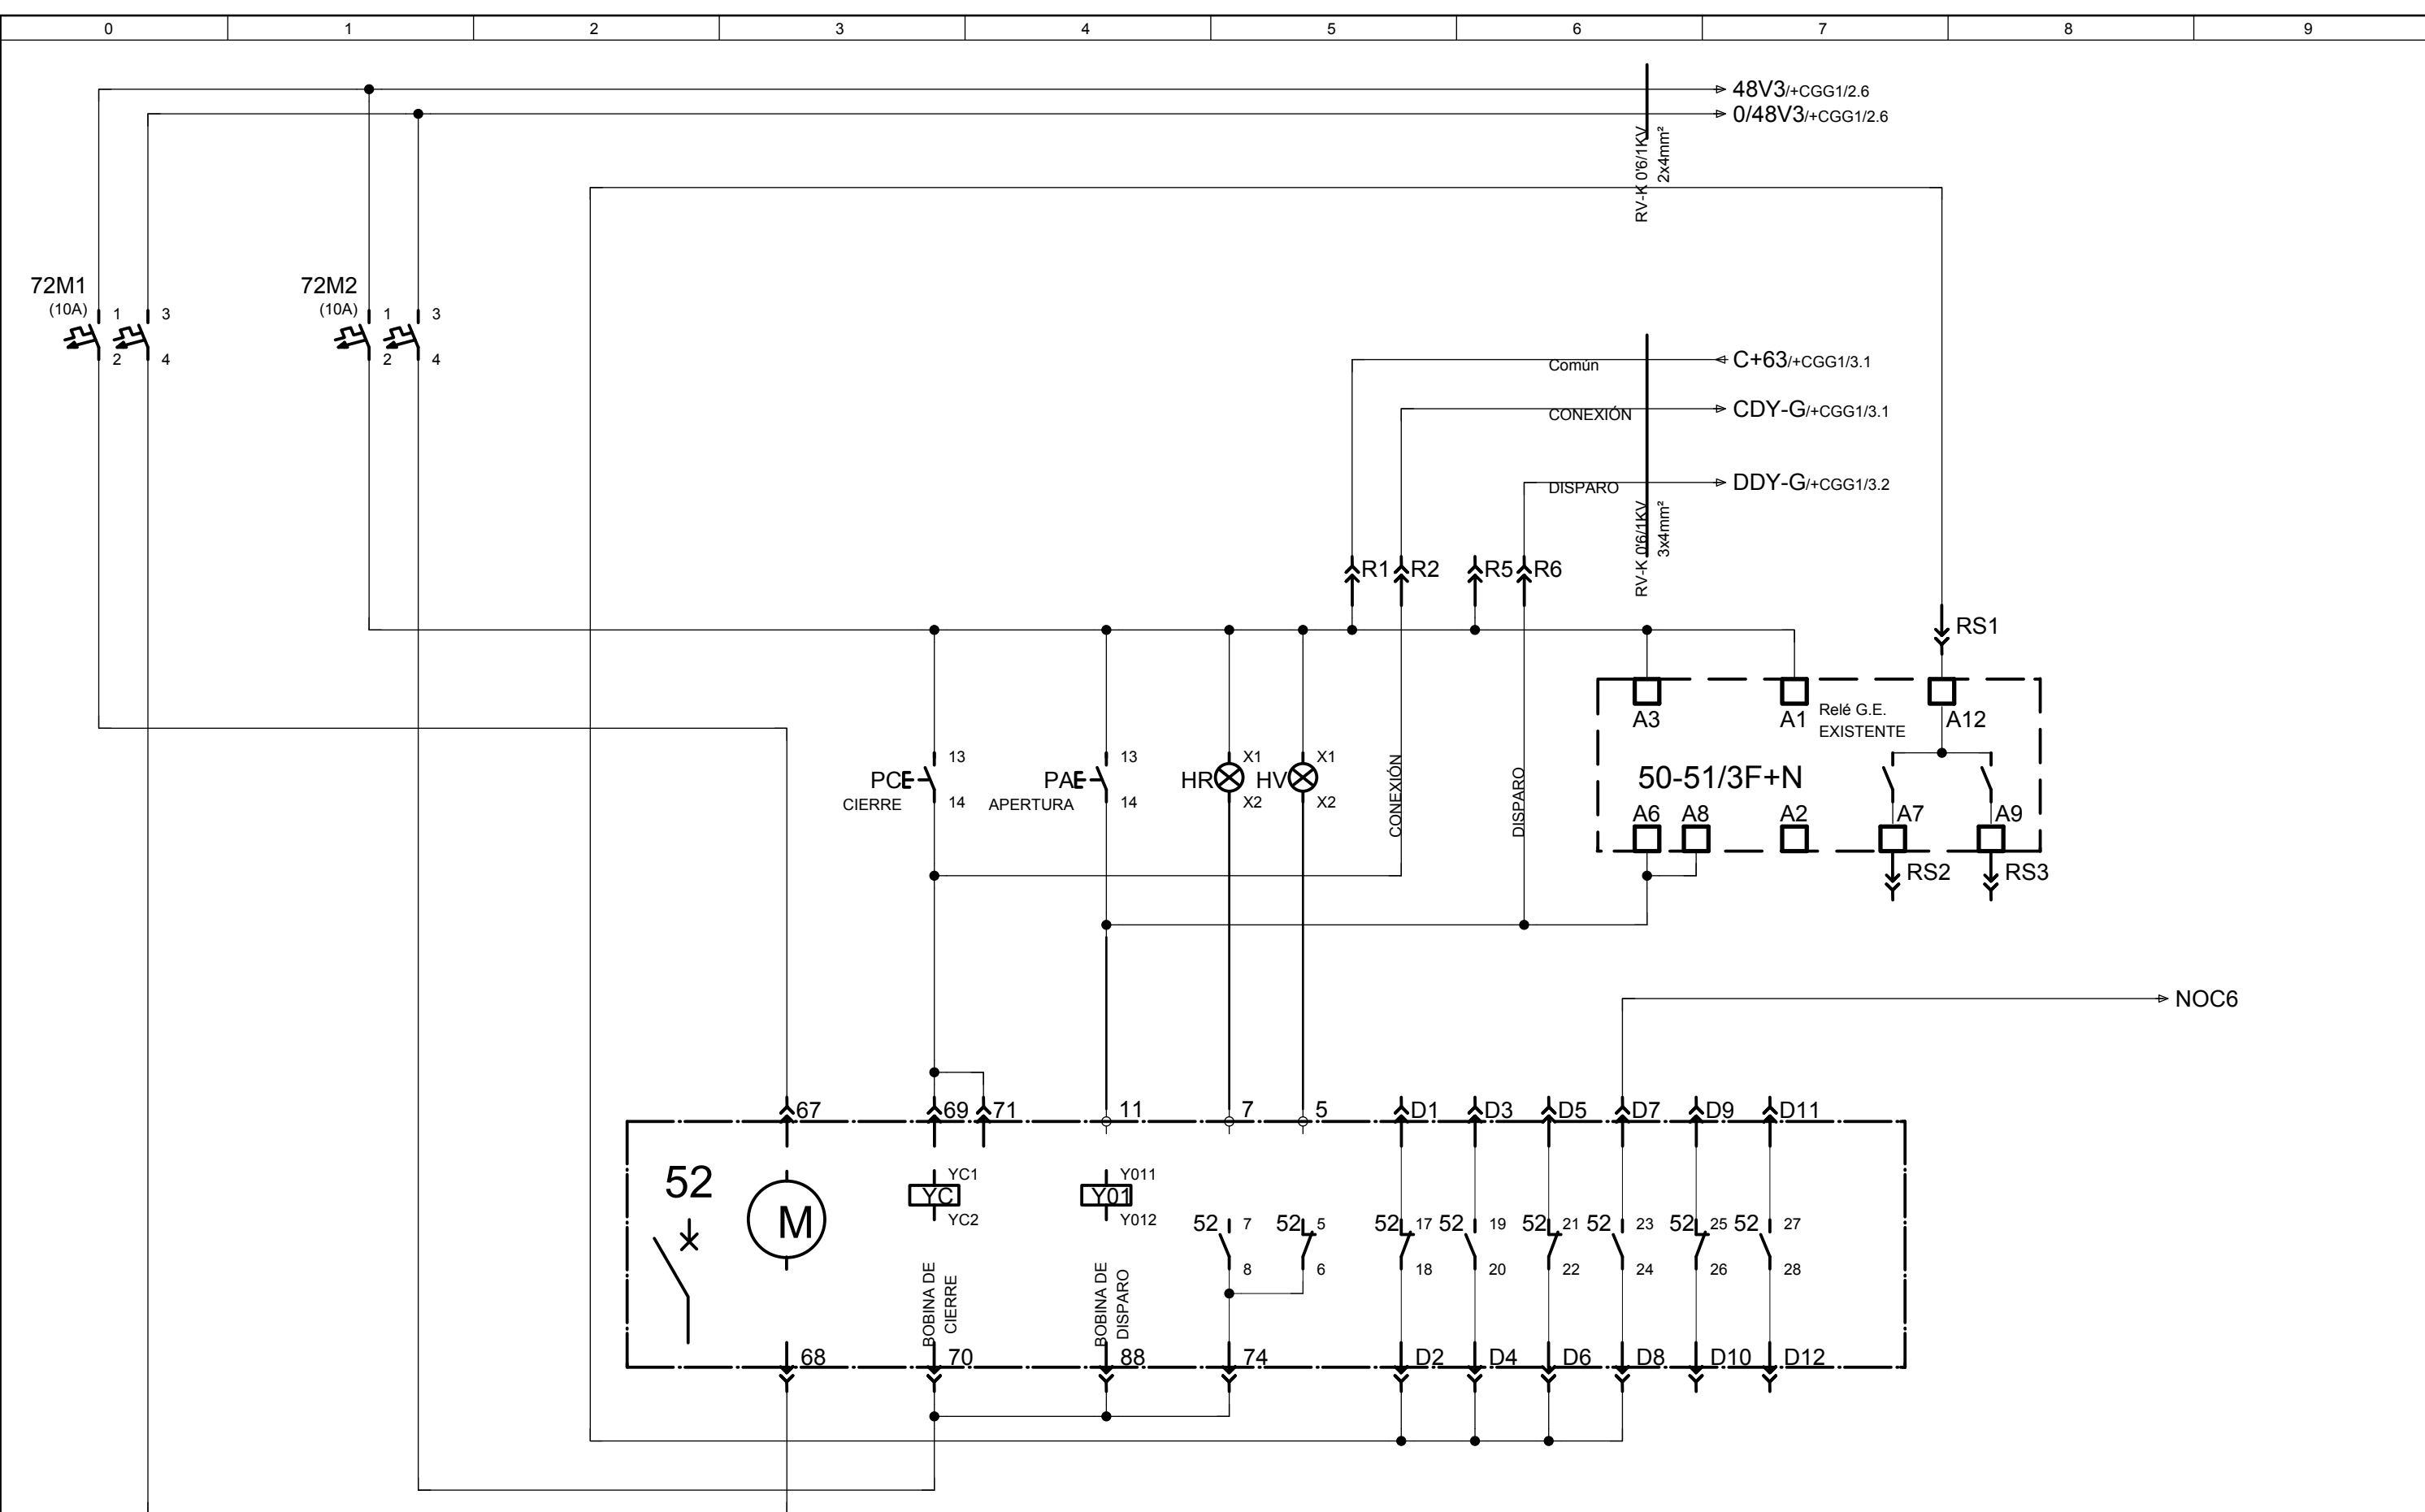 0 1 2 3 4 5 6 7 8 9
48V3/+CGG1/2.6
0/48V3/+CGG1/2.6
RV-K 0'6/1KV
2x4mm²
72M1
(10A)
1 3
2 4
72M2
(10A)
1 3
2 4
Común
C+63/+CGG1/3.1
CONEXIÓN
CDY-G/+CGG1/3.1
DISPARO
DDY-G/+CGG1/3.2
RV-K 0'6/1KV
3x4mm²
R1 R2 R5 R6
RS1
A3 A1 A12
Relé G.E.
EXISTENTE
50-51/3F+N
A6 A8 A2 A7 A9
RS2 RS3
PC
CIERRE
13
14
PA
APERTURA
13
14
HR
X1
X2
HV
X1
X2
CONEXIÓN
DISPARO
NOC6
67 69 71 11 7 5 D1 D3 D5 D7 D9 D11
52
M
YC1
YC
YC2
BOBINA DE
CIERRE
Y011
Y01
Y012
BOBINA DE
DISPARO
52 7 52 5 52 17 52 19 52 21 52 23 52 25 52 27
8 6 18 20 22 24 26 28
68 70 88 74 D2 D4 D6 D8 D10 D12